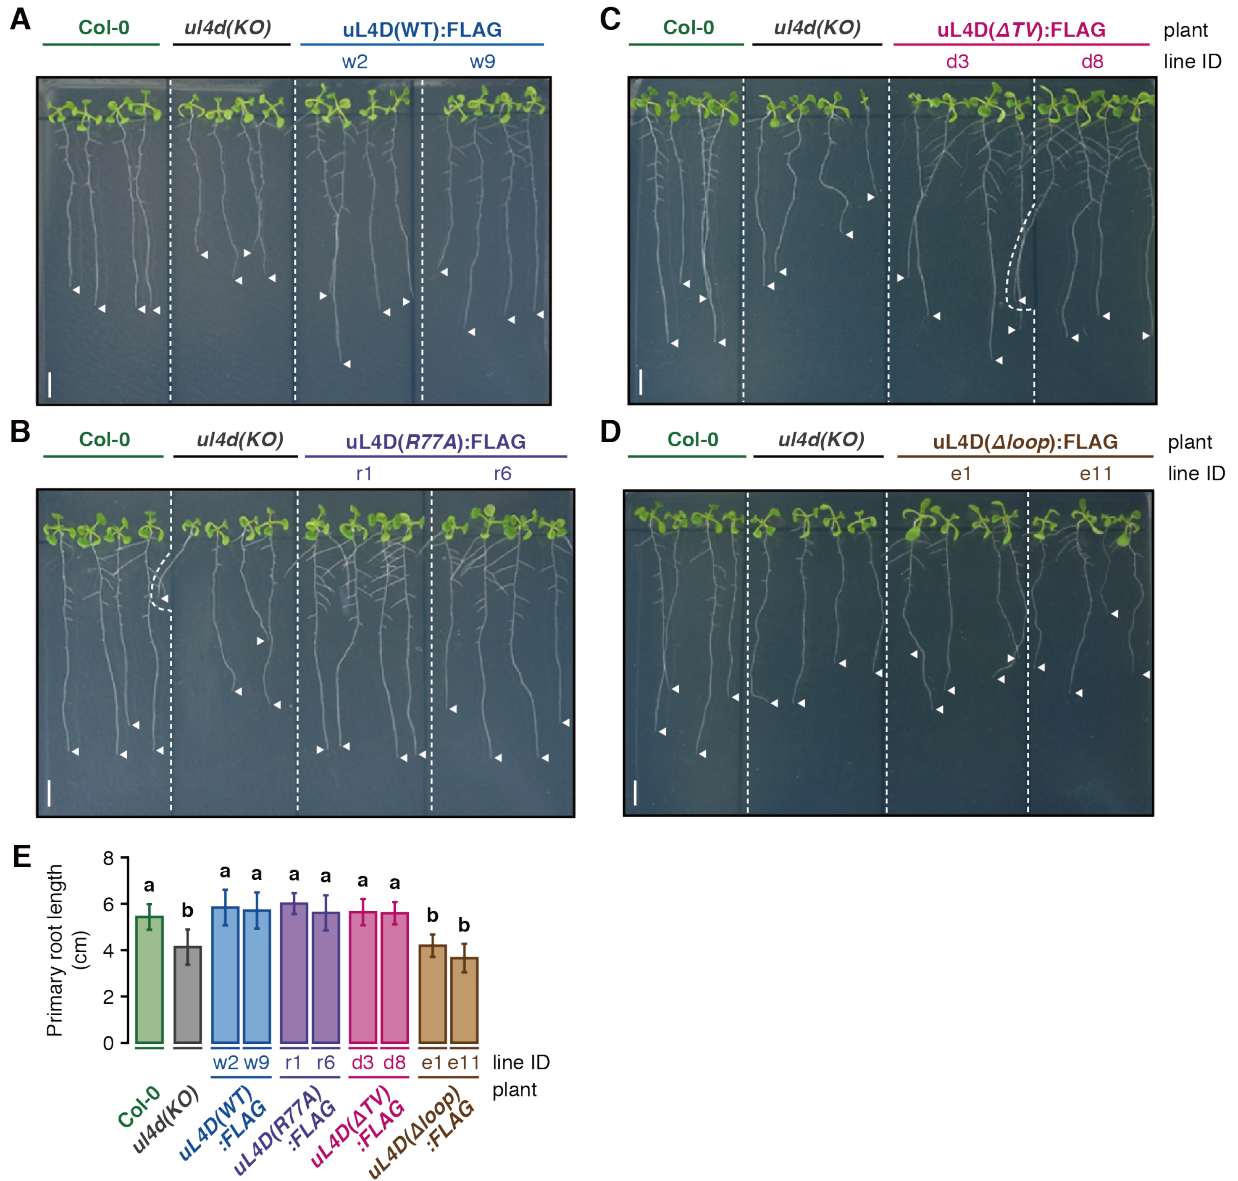 A
Col-0 ul4d(KO) uL4D(WT):FLAG
w2 w9
C
Col-0 ul4d(KO) uL4D(ΔTV):FLAG plant
d3 d8 line ID
B
Col-0 ul4d(KO) uL4D(R77A):FLAG
r1 r6
D
Col-0 ul4d(KO) uL4D(Δloop):FLAG plant
e1 e11 line ID
E
Primary root length
(cm)
8
6
4
2
0
a b a a a a a a b b
w2 w9 r1 r6 d3 d8 e1 e11 line ID
plant
Col-0
ul4d(KO)
uL4D(WT)
:FLAG
uL4D(R77A)
:FLAG
uL4D(ΔTV)
:FLAG
uL4D(Δloop)
:FLAG